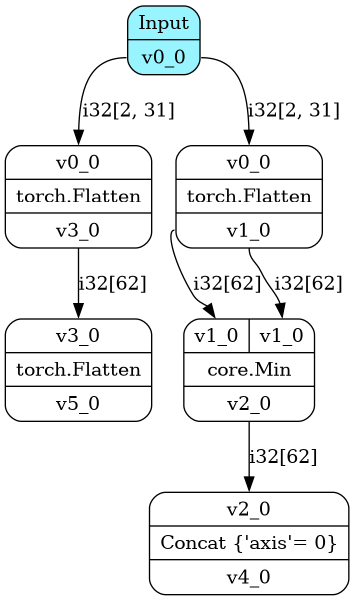 Input
v0_0
i32[2, 31]
i32[2, 31]
v0_0
torch.Flatten
v3_0
v0_0
torch.Flatten
v1_0
i32[62]
i32[62]
i32[62]
v3_0
torch.Flatten
v5_0
v1_0
v1_0
core.Min
v2_0
i32[62]
v2_0
Concat {'axis'= 0}
v4_0